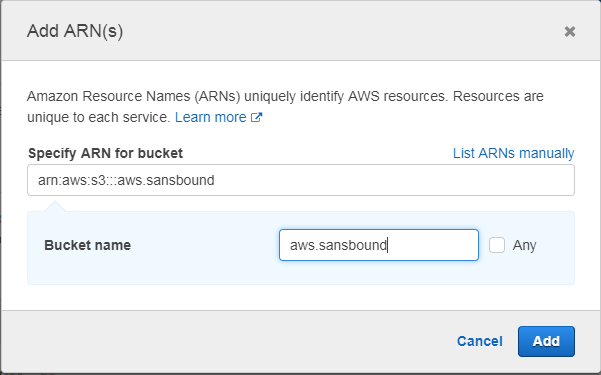 Add ARN(s)
Amazon Resource Names (ARNs) uniquely identify AWS resources. Resources are
unique to each service. Learn more
Specify ARN for bucket List ARNs manually
arn:aws:s3:::aws.sansbound
Bucket name aws.sansbound Any
Cancel Add